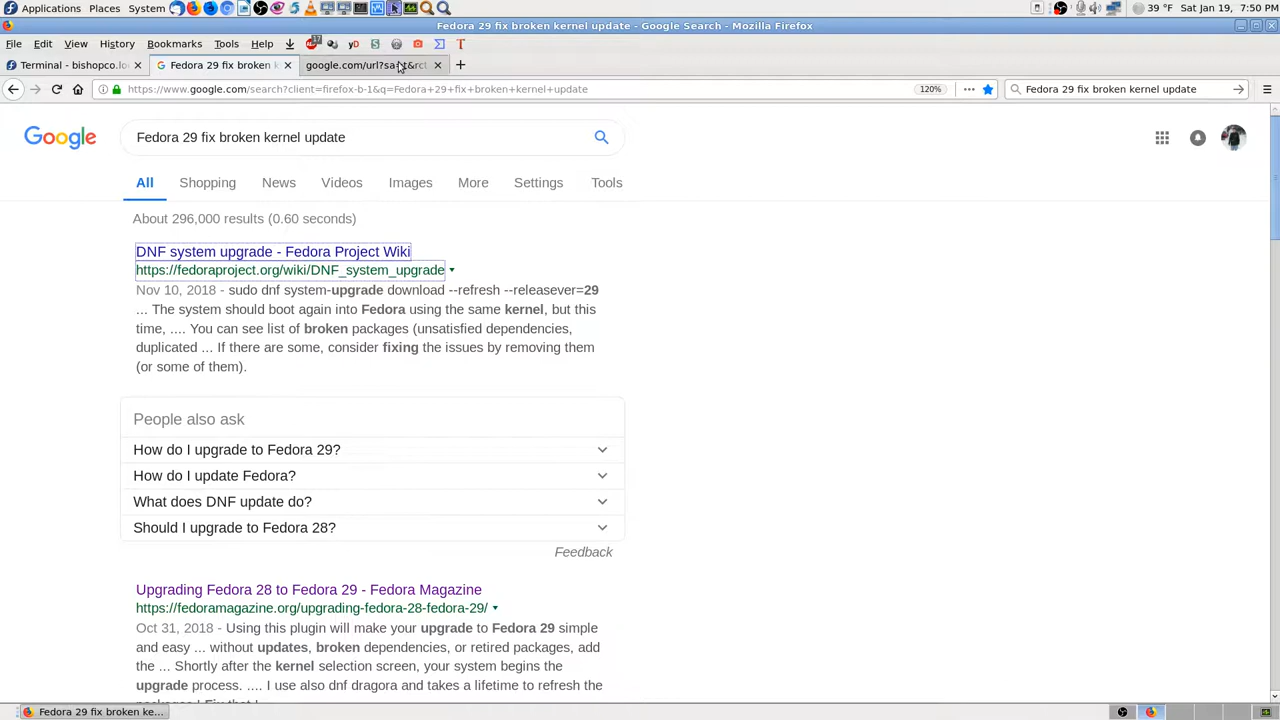 Applications Places System 39 °F Sat Jan 19, 7:50 PM
Fedora 29 fix broken kernel update - Google Search - Mozilla Firefox
File Edit View History Bookmarks Tools Help 17 yD S T
Terminal - bishopco.lo Fedora 29 fix broken k google.com/url?sa=t&rct
https://www.google.com/search?client=firefox-b-1&q=Fedora+29+fix+broken+kernel+update 120% Fedora 29 fix broken kernel update
Google Fedora 29 fix broken kernel update
All Shopping News Videos Images More Settings Tools
About 296,000 results (0.60 seconds)
DNF system upgrade - Fedora Project Wiki
https://fedoraproject.org/wiki/DNF_system_upgrade
Nov 10, 2018 - sudo dnf system-upgrade download --refresh --releasever=29
... The system should boot again into Fedora using the same kernel, but this
time, .... You can see list of broken packages (unsatisfied dependencies,
duplicated ... If there are some, consider fixing the issues by removing them
(or some of them).
People also ask
How do I upgrade to Fedora 29?
How do I update Fedora?
What does DNF update do?
Should I upgrade to Fedora 28?
Feedback
Upgrading Fedora 28 to Fedora 29 - Fedora Magazine
https://fedoramagazine.org/upgrading-fedora-28-fedora-29/
Oct 31, 2018 - Using this plugin will make your upgrade to Fedora 29 simple
and easy ... without updates, broken dependencies, or retired packages, add
the ... Shortly after the kernel selection screen, your system begins the
upgrade process. .... I use also dnf dragora and takes a lifetime to refresh the
packages ! Fix that !
Fedora 29 fix broken ke...